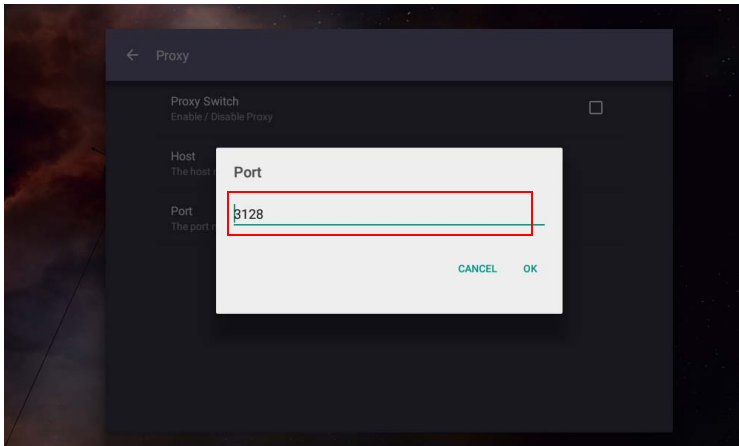 Proxy
Proxy Switch
Enable / Disable Proxy
Host
The host
Port
The port
Port
3128
CANCEL OK